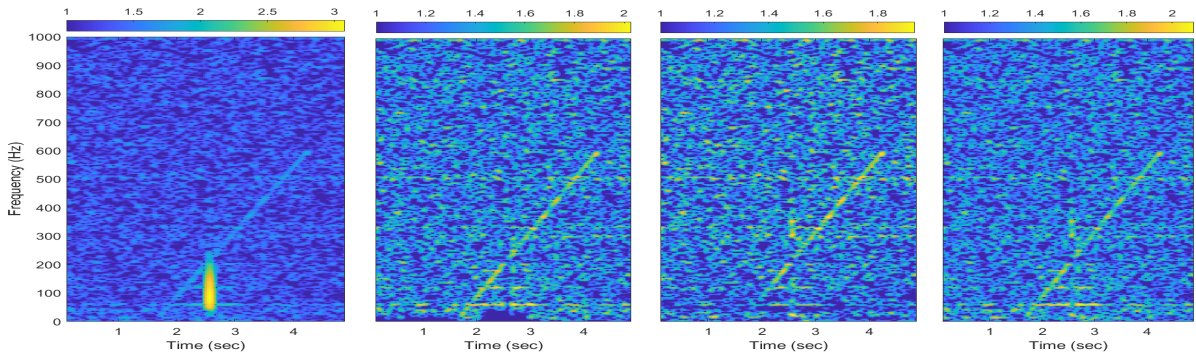 1 1.5 2 2.5 3
1 1.2 1.4 1.6 1.8 2
1 1.2 1.4 1.6 1.8
1 1.2 1.4 1.6 1.8 2
1000
900
800
700
600
500
400
300
200
100
0
Frequency (Hz)
1 2 3 4
1 2 3 4
1 2 3 4
1 2 3 4
Time (sec)
Time (sec)
Time (sec)
Time (sec)